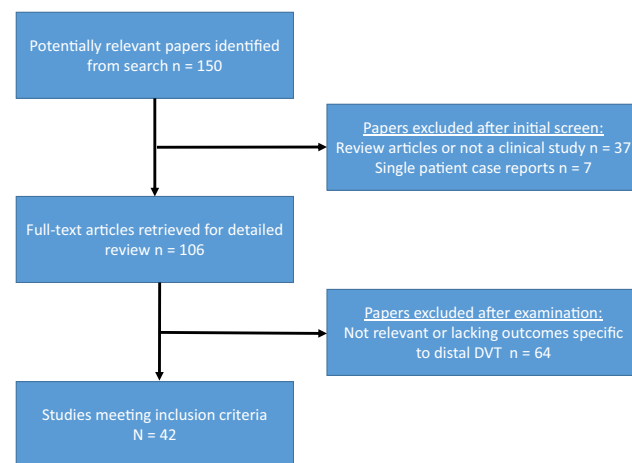 Potentially relevant papers identified
from search n = 150
Papers excluded after initial screen:
Review articles or not a clinical study n = 37
Single patient case reports n = 7
Full-text articles retrieved for detailed
review n = 106
Papers excluded after examination:
Not relevant or lacking outcomes specific
to distal DVT n = 64
Studies meeting inclusion criteria
N = 42